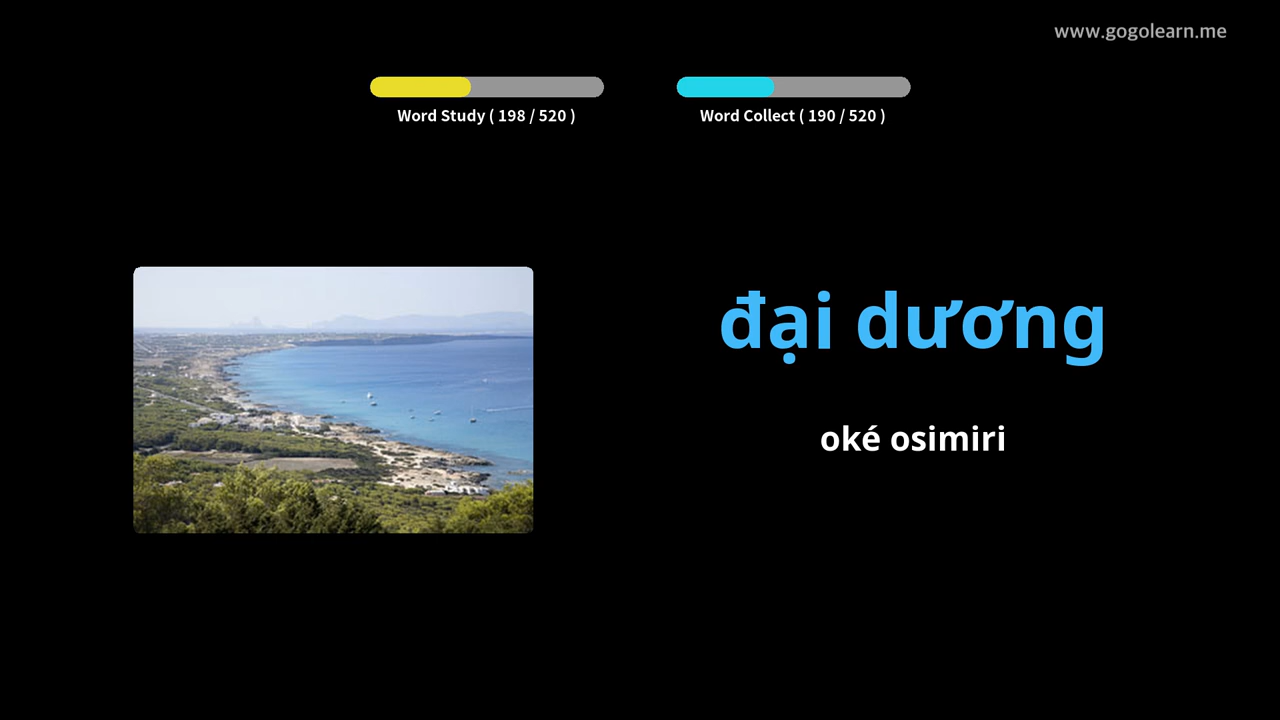 www.gogolearn.me
Word Study ( 198 / 520 )
Word Collect ( 190 / 520 )
đại dương
oké osimiri